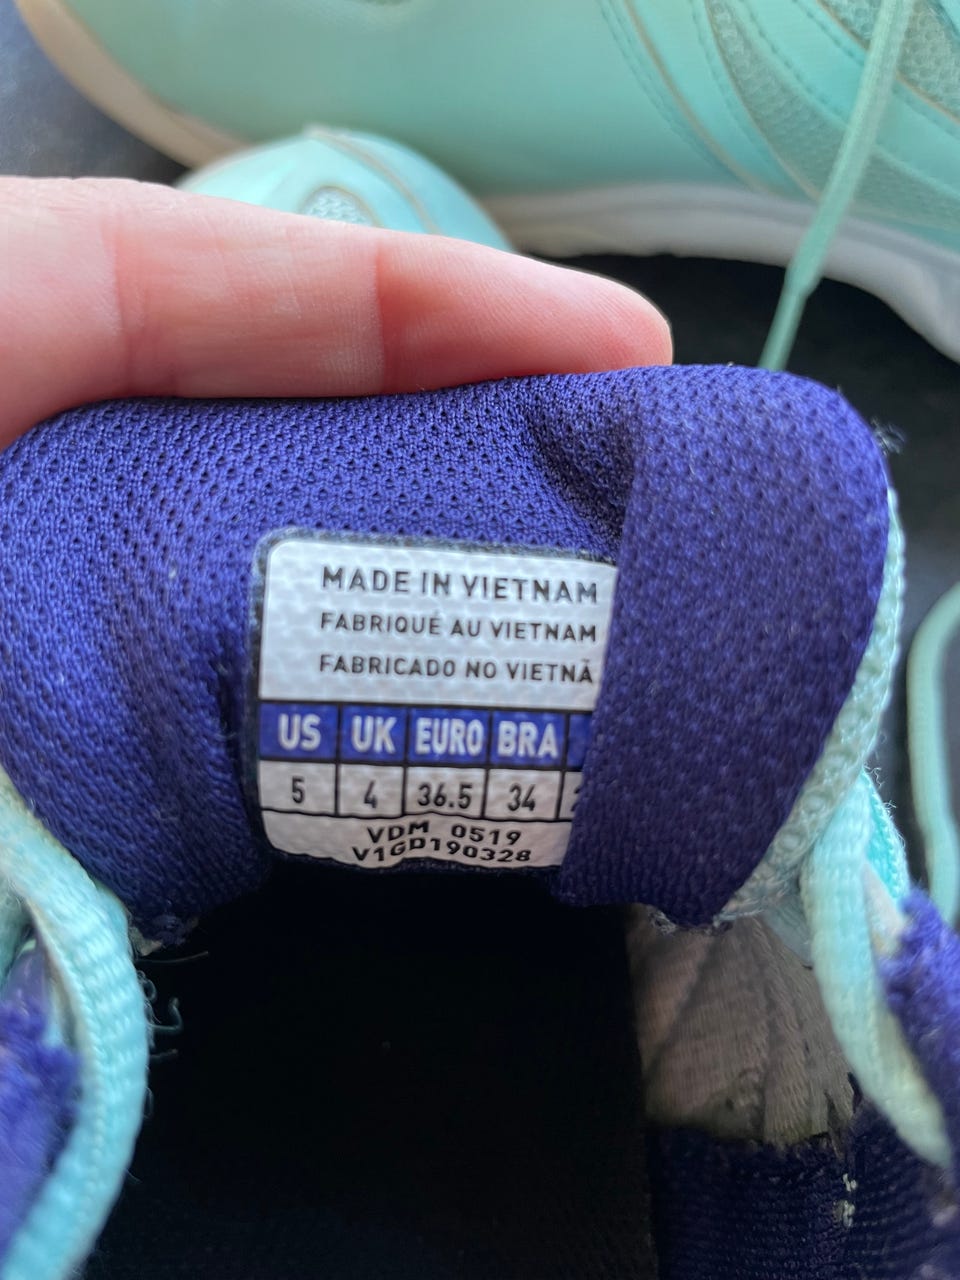 MADE IN VIETNAM
FABRIQUÉ AU VIETNAM
FABRICADO NO VIETNÃ
US UK EURO BRA
5 4 36.5 34
VDM 0519
V1GD190328